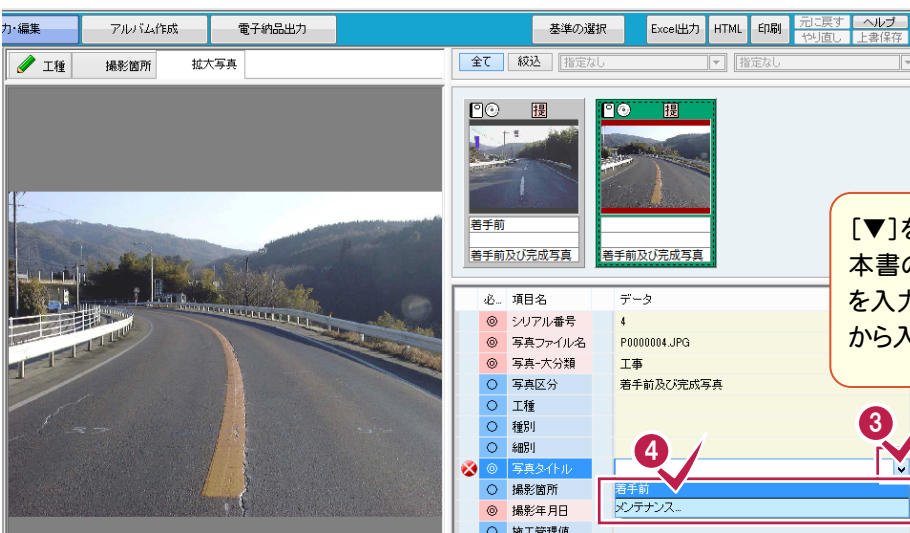 力・編集 アルバム作成 電子納品出力 基準の選択 Excel出力 HTML 印刷 元に戻す ヘルプ
やり直し 上書保存
工種 撮影箇所 拡大写真 全て 絞込 指定なし 指定なし
提 提
着手前
着手前及び完成写真 着手前及び完成写真
[▼]を
本書の
を入力
から入
必... 項目名 データ
◎ シリアル番号 4
◎ 写真ファイル名 P0000004.JPG
◎ 写真-大分類 工事
○ 写真区分 着手前及び完成写真
○ 工種
○ 種別
○ 細別
◎ 写真タイトル
○ 撮影箇所 着手前
◎ 撮影年月日 メンテナンス...
○ 施工管理値
3
4